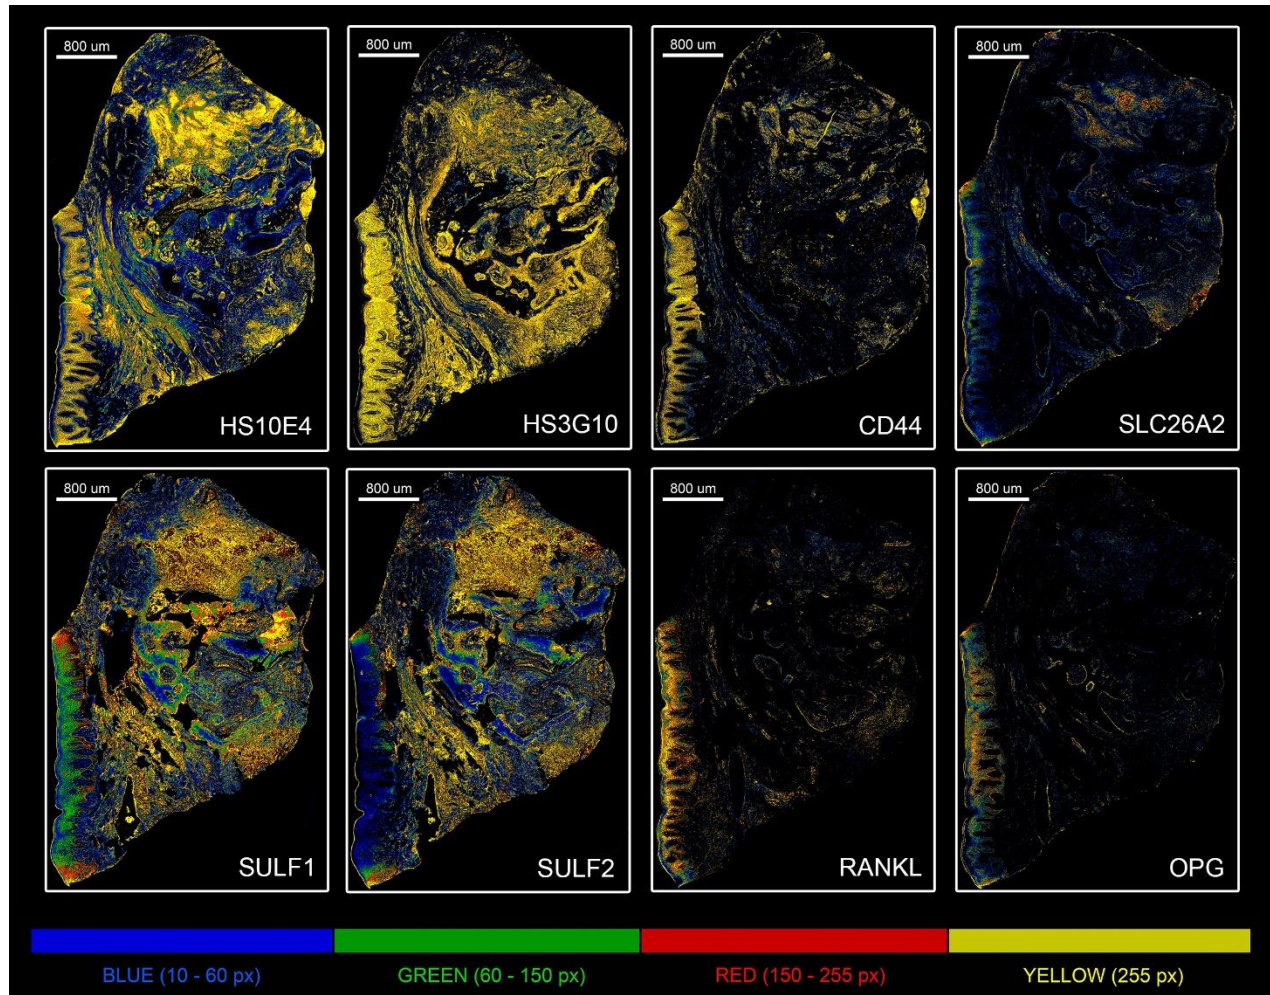 800 um
800 um
800 um
800 um
HS10E4
HS3G10
CD44
SLC26A2
800 um
800 um
800 um
800 um
SULF1
SULF2
RANKL
OPG
BLUE (10 - 60 px)
GREEN (60 - 150 px)
RED (150 - 255 px)
YELLOW (255 px)